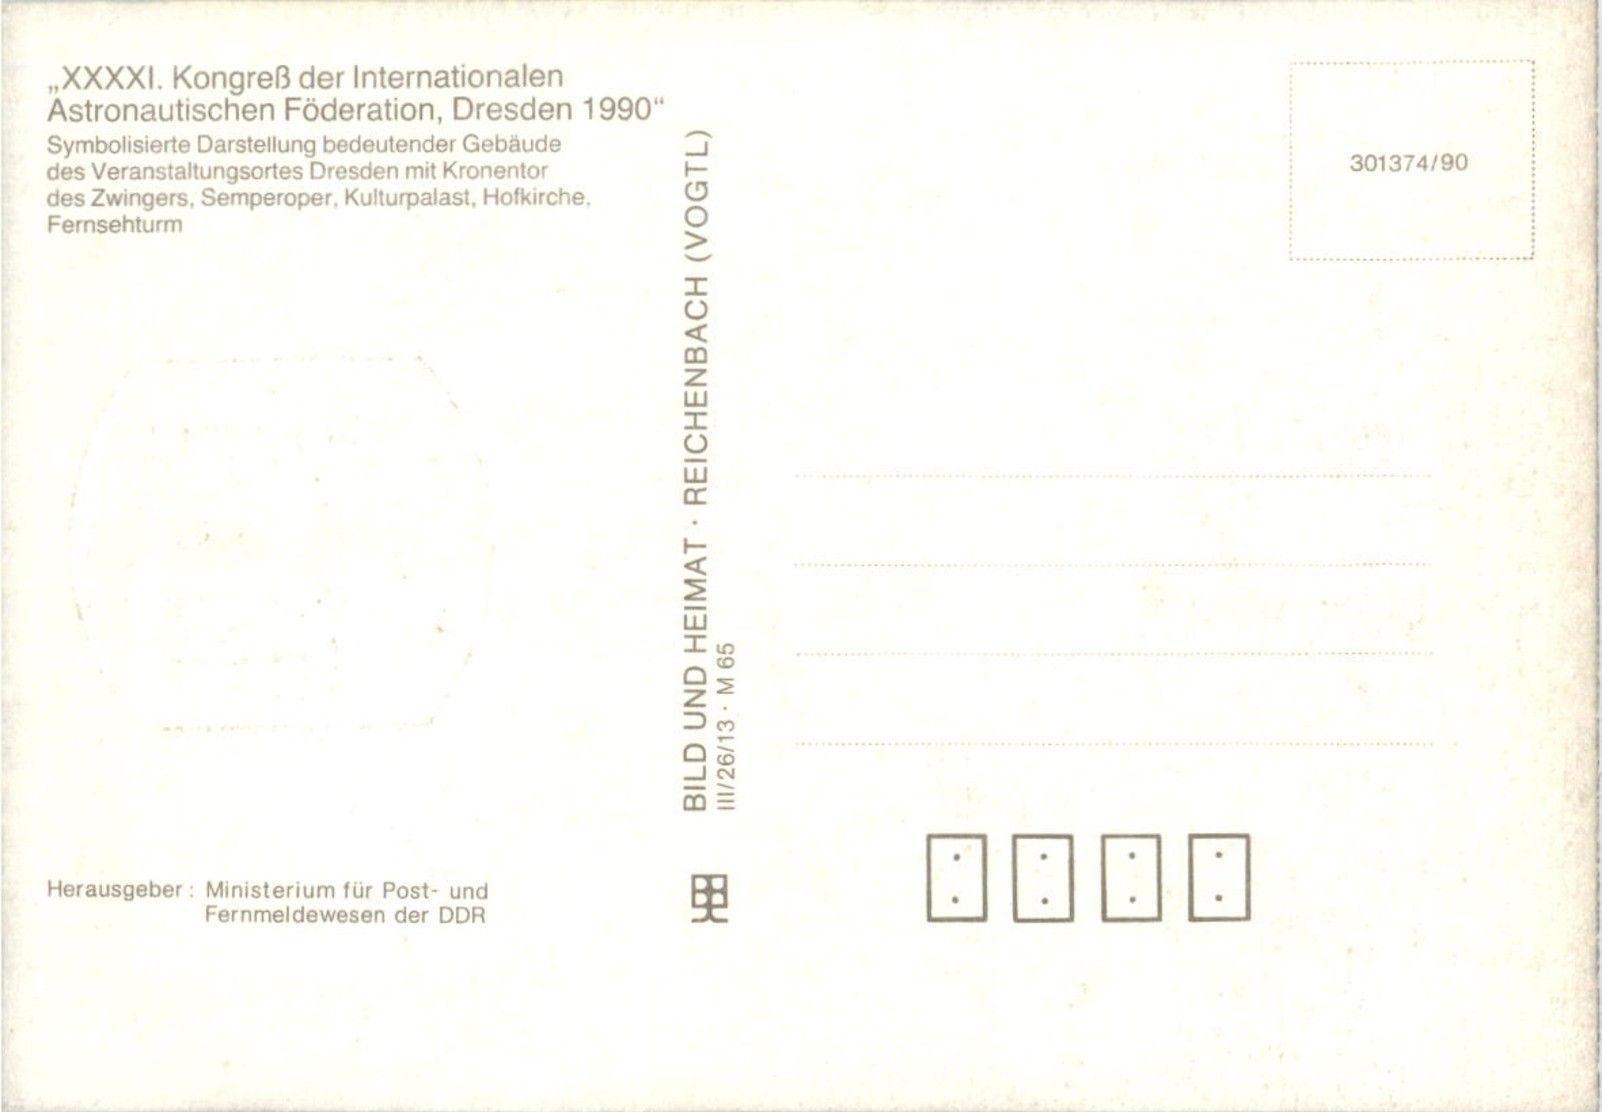 „XXXXI. Kongreß der Internationalen
Astronautischen Föderation, Dresden 1990“
Symbolisierte Darstellung bedeutender Gebäude
des Veranstaltungsortes Dresden mit Kronentor
des Zwingers, Semperoper, Kulturpalast, Hofkirche,
Fernsehturm
Herausgeber: Ministerium für Post- und
Fernmeldewesen der DDR
BILD UND HEIMAT · REICHENBACH (VOGTL)
III/26/13 · M 65
301374/90